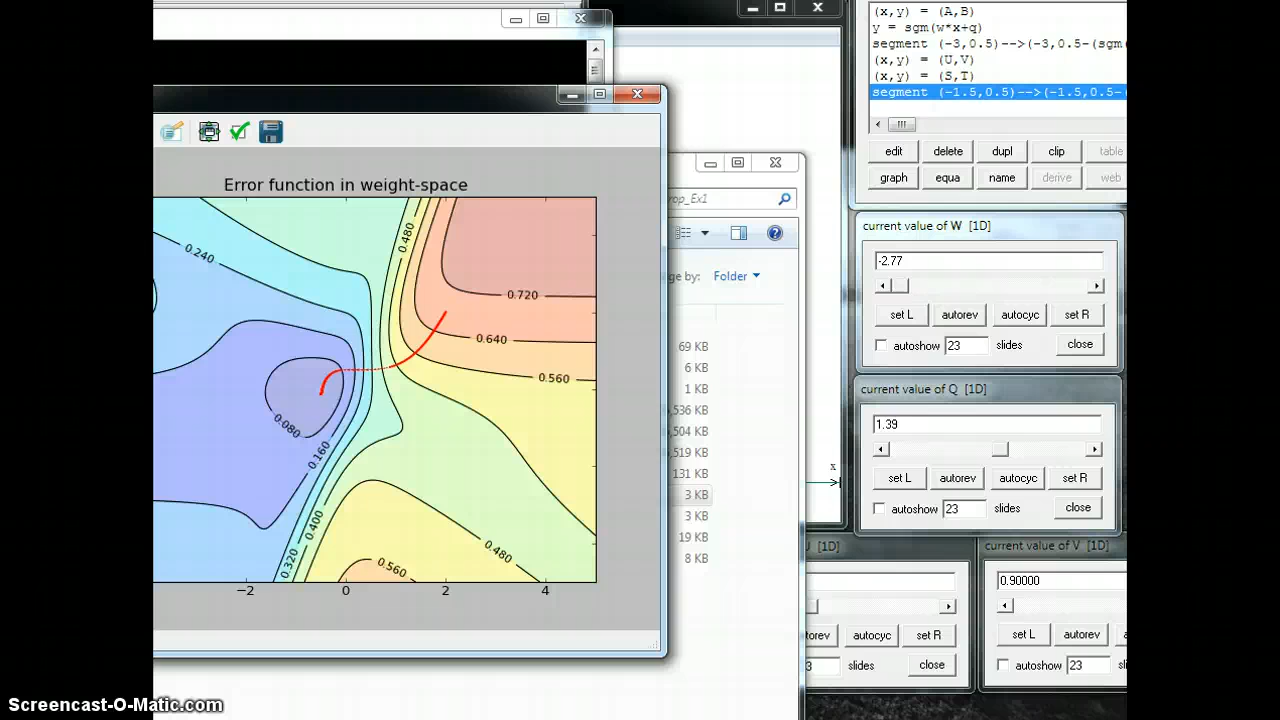 (x,y) = (A,B)
y = sgm(w*x+q)
segment (-3,0.5)-->(-3,0.5-(sgm
(x,y) = (U,V)
(x,y) = (S,T)
segment (-1.5,0.5)-->(-1.5,0.5-
edit delete dupl clip table
graph equa name derive web
rop_Ex1
ge by: Folder
69 KB
6 KB
1 KB
,536 KB
,504 KB
,519 KB
131 KB
3 KB
3 KB
19 KB
8 KB
x
Error function in weight-space
0.240
0.480
0.720
0.640
0.560
0.080
0.160
0.400
0.320
0.480
0.560
−2 0 2 4
current value of W [1D]
-2.77
set L autorev autocyc set R
autoshow 23 slides close
current value of Q [1D]
1.39
set L autorev autocyc set R
autoshow 23 slides close
[1D]
torev autocyc set R
3 slides close
current value of V [1D]
0.90000
set L autorev
autoshow 23
Screencast-O-Matic.com